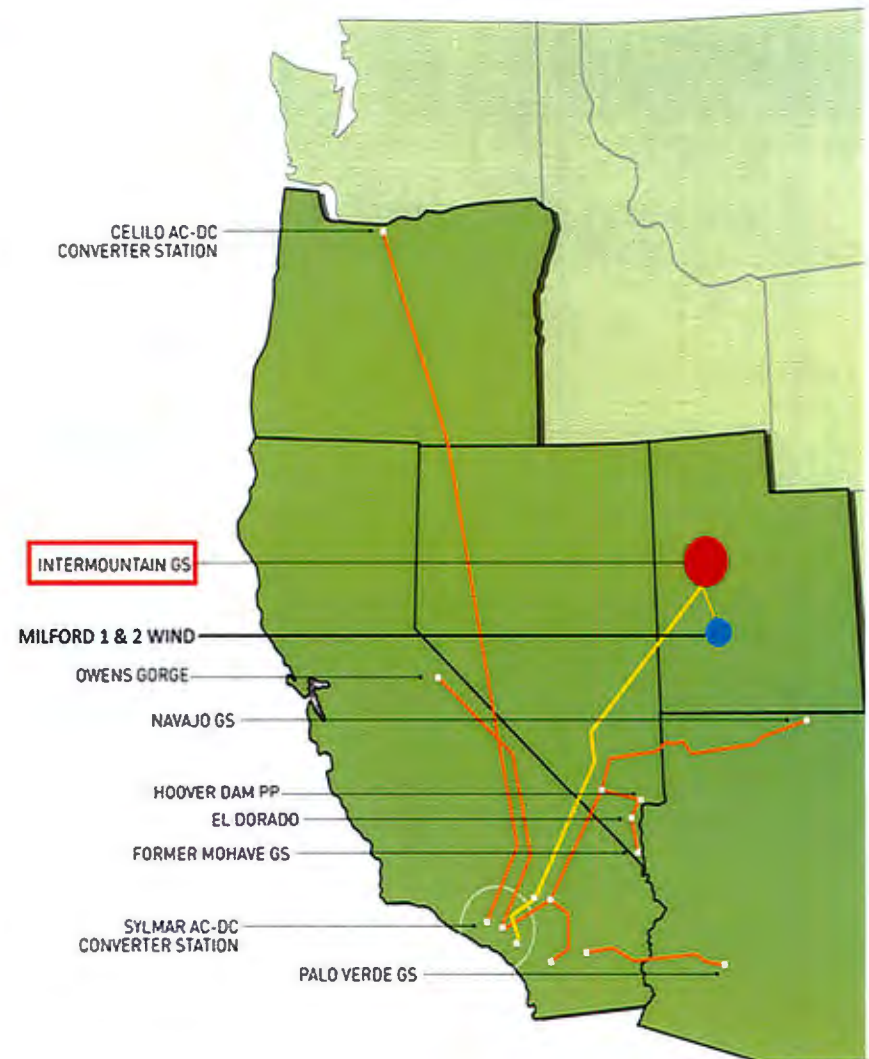 CELILO AC-DC
CONVERTER STATION
INTERMOUNTAIN GS
MILFORD 1 & 2 WIND
OWENS GORGE
NAVAJO GS
HOOVER DAM PP
EL DORADO
FORMER MOHAVE GS
SYLMAR AC-DC
CONVERTER STATION
PALO VERDE GS